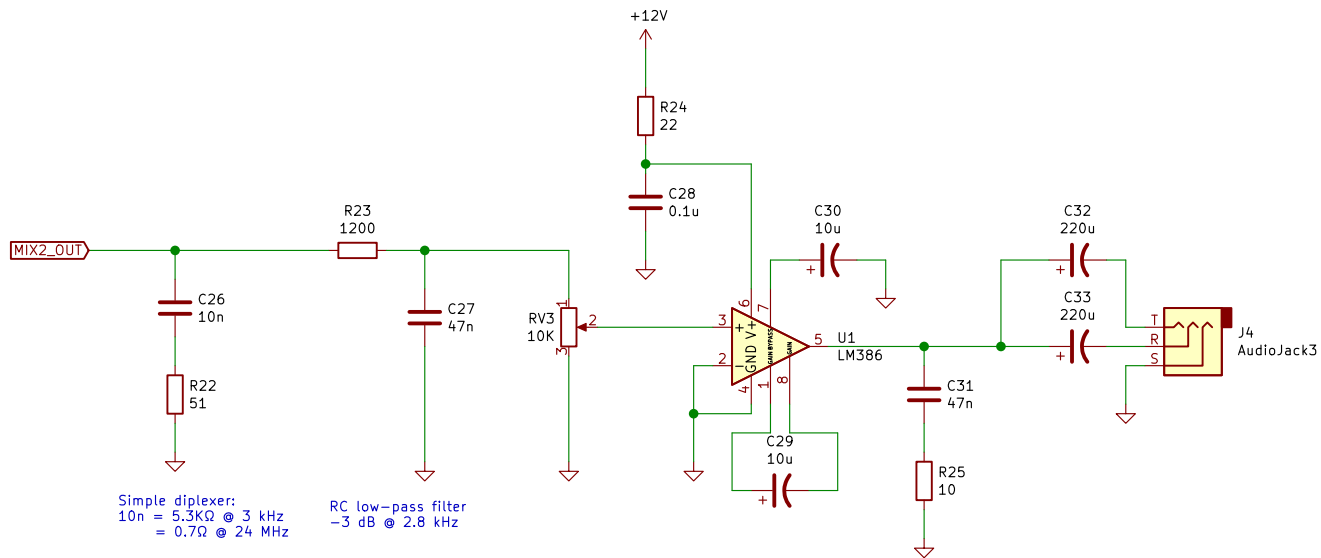 +12V
R24
22
C28
0.1u
C30
10u
C32
220u
R23
1200
MIX2_OUT
C26
10n
C27
47n
RV3
10K
1
2
3
3
2
6
7
+
−
GND V+
GAIN BYPASS
GAIN
4
1
8
5
U1
LM386
C33
220u
T
R
S
J4
AudioJack3
R22
51
C31
47n
C29
10u
R25
10
+
+
+
+
Simple diplexer:
10n = 5.3KΩ @ 3 kHz
= 0.7Ω @ 24 MHz
RC low-pass filter
−3 dB @ 2.8 kHz